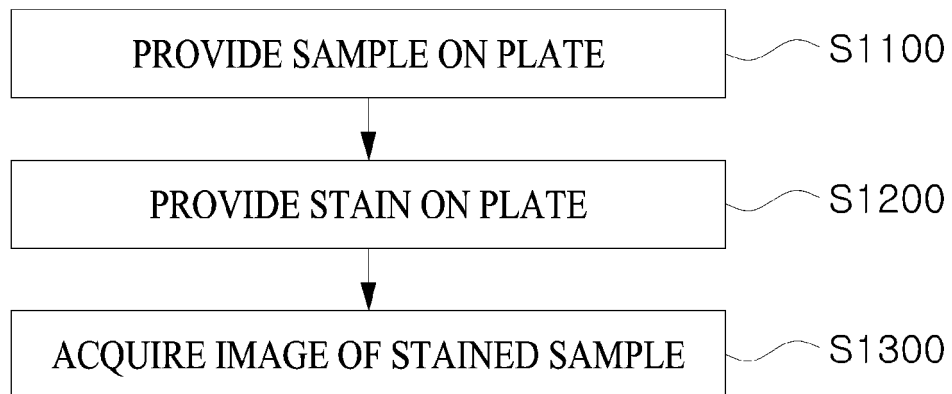 PROVIDE SAMPLE ON PLATE S1100
PROVIDE STAIN ON PLATE S1200
ACQUIRE IMAGE OF STAINED SAMPLE S1300